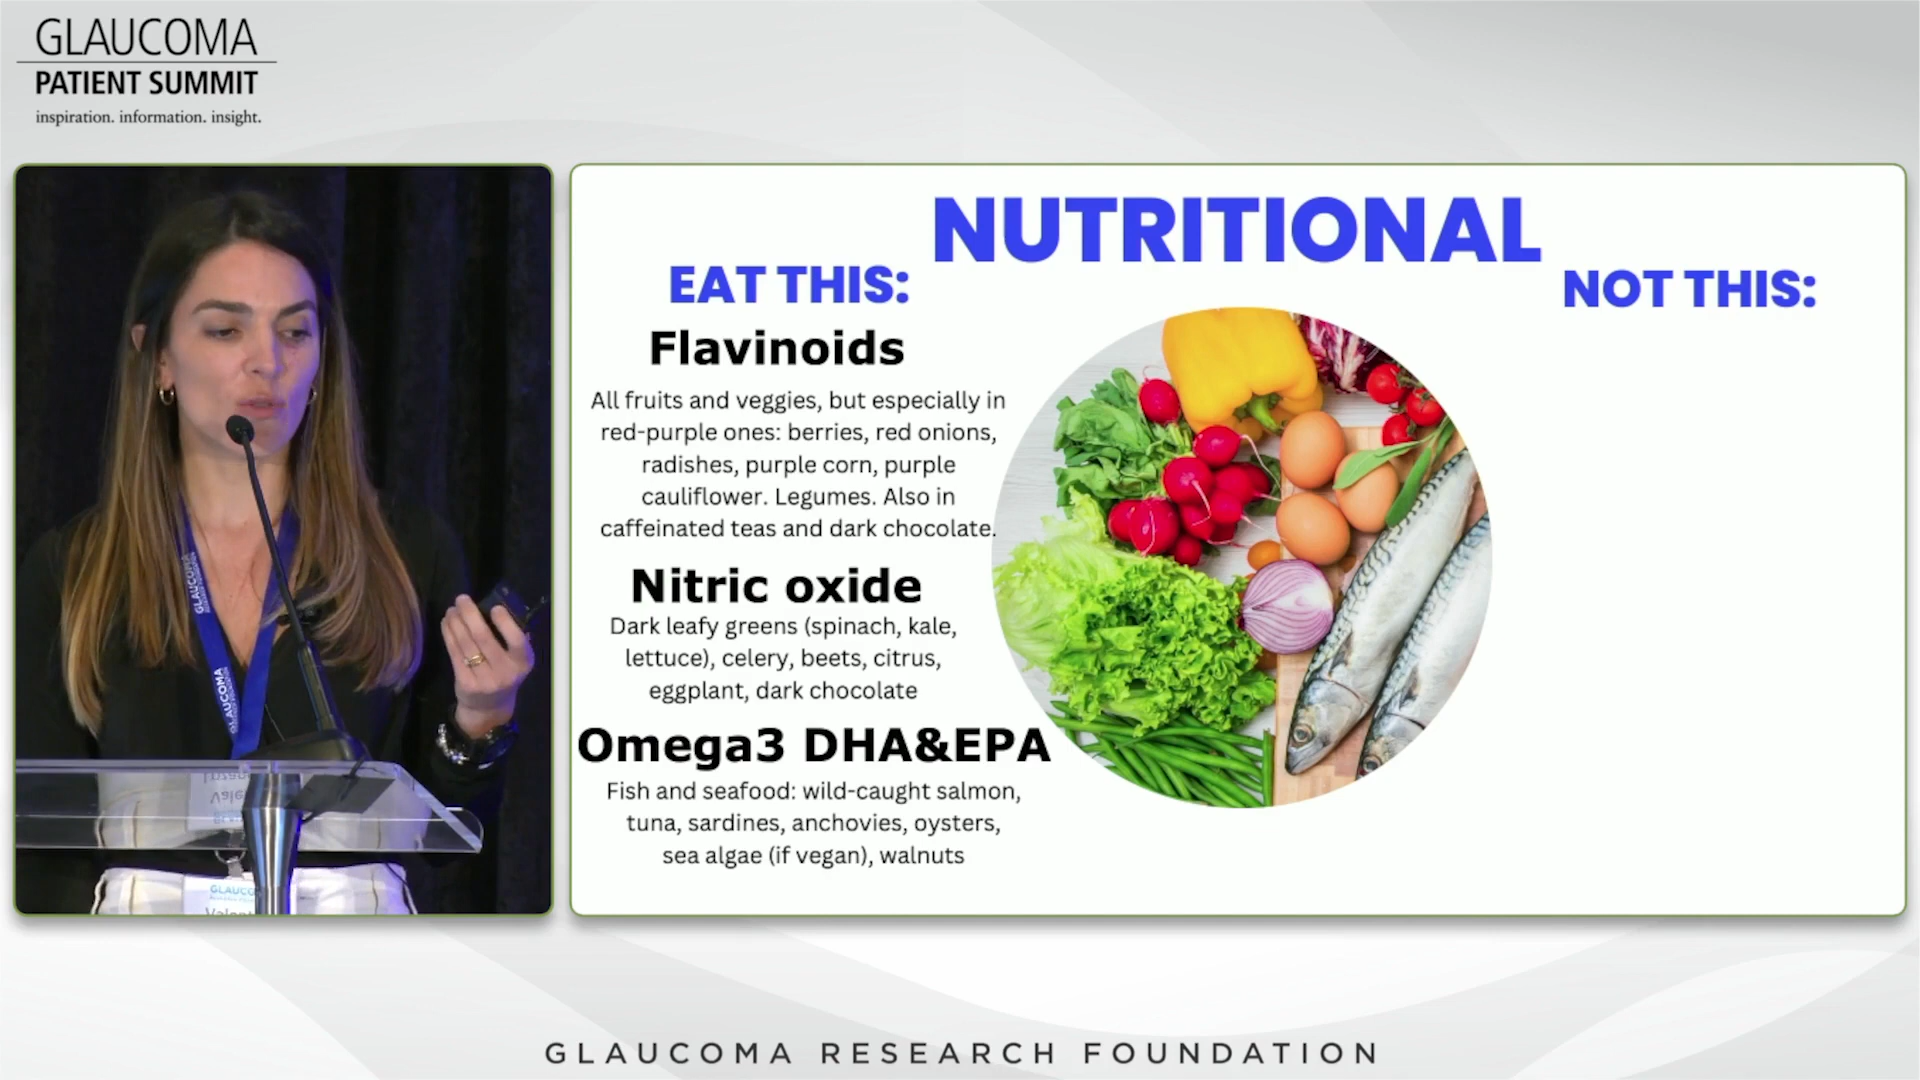 GLAUCOMA
PATIENT SUMMIT
inspiration. information. insight.
NUTRITIONAL
EAT THIS:
NOT THIS:
Flavinoids
All fruits and veggies, but especially in
red-purple ones: berries, red onions,
radishes, purple corn, purple
cauliflower. Legumes. Also in
caffeinated teas and dark chocolate.
Nitric oxide
Dark leafy greens (spinach, kale,
lettuce), celery, beets, citrus,
eggplant, dark chocolate
Omega3 DHA&EPA
Fish and seafood: wild-caught salmon,
tuna, sardines, anchovies, oysters,
sea algae (if vegan), walnuts
GLAUCOMA
GLAUCOMA
GLAUCOMA RESEARCH FOUNDATION